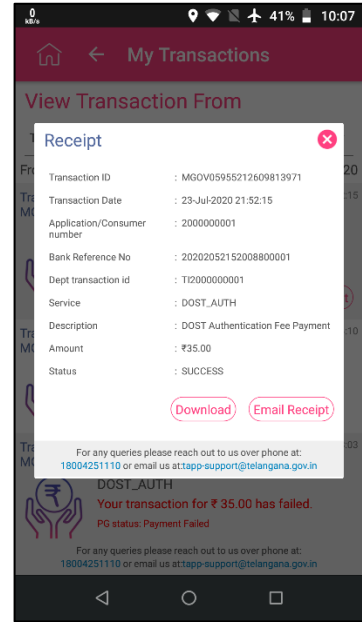 0
kB/s
41% 10:07
My Transactions
View Transaction From
Receipt
Transaction ID : MGOV05955212609813971
Transaction Date : 23-Jul-2020 21:52:15
Application/Consumer number : 2000000001
Bank Reference No : 20202052152008800001
Dept transaction id : TI2000000001
Service : DOST_AUTH
Description : DOST Authentication Fee Payment
Amount : ₹35.00
Status : SUCCESS
Download Email Receipt
For any queries please reach out to us over phone at:
18004251110 or email us at:tapp-support@telangana.gov.in
DOST_AUTH
Your transaction for ₹ 35.00 has failed.
PG status: Payment Failed
For any queries please reach out to us over phone at:
18004251110 or email us at:tapp-support@telangana.gov.in